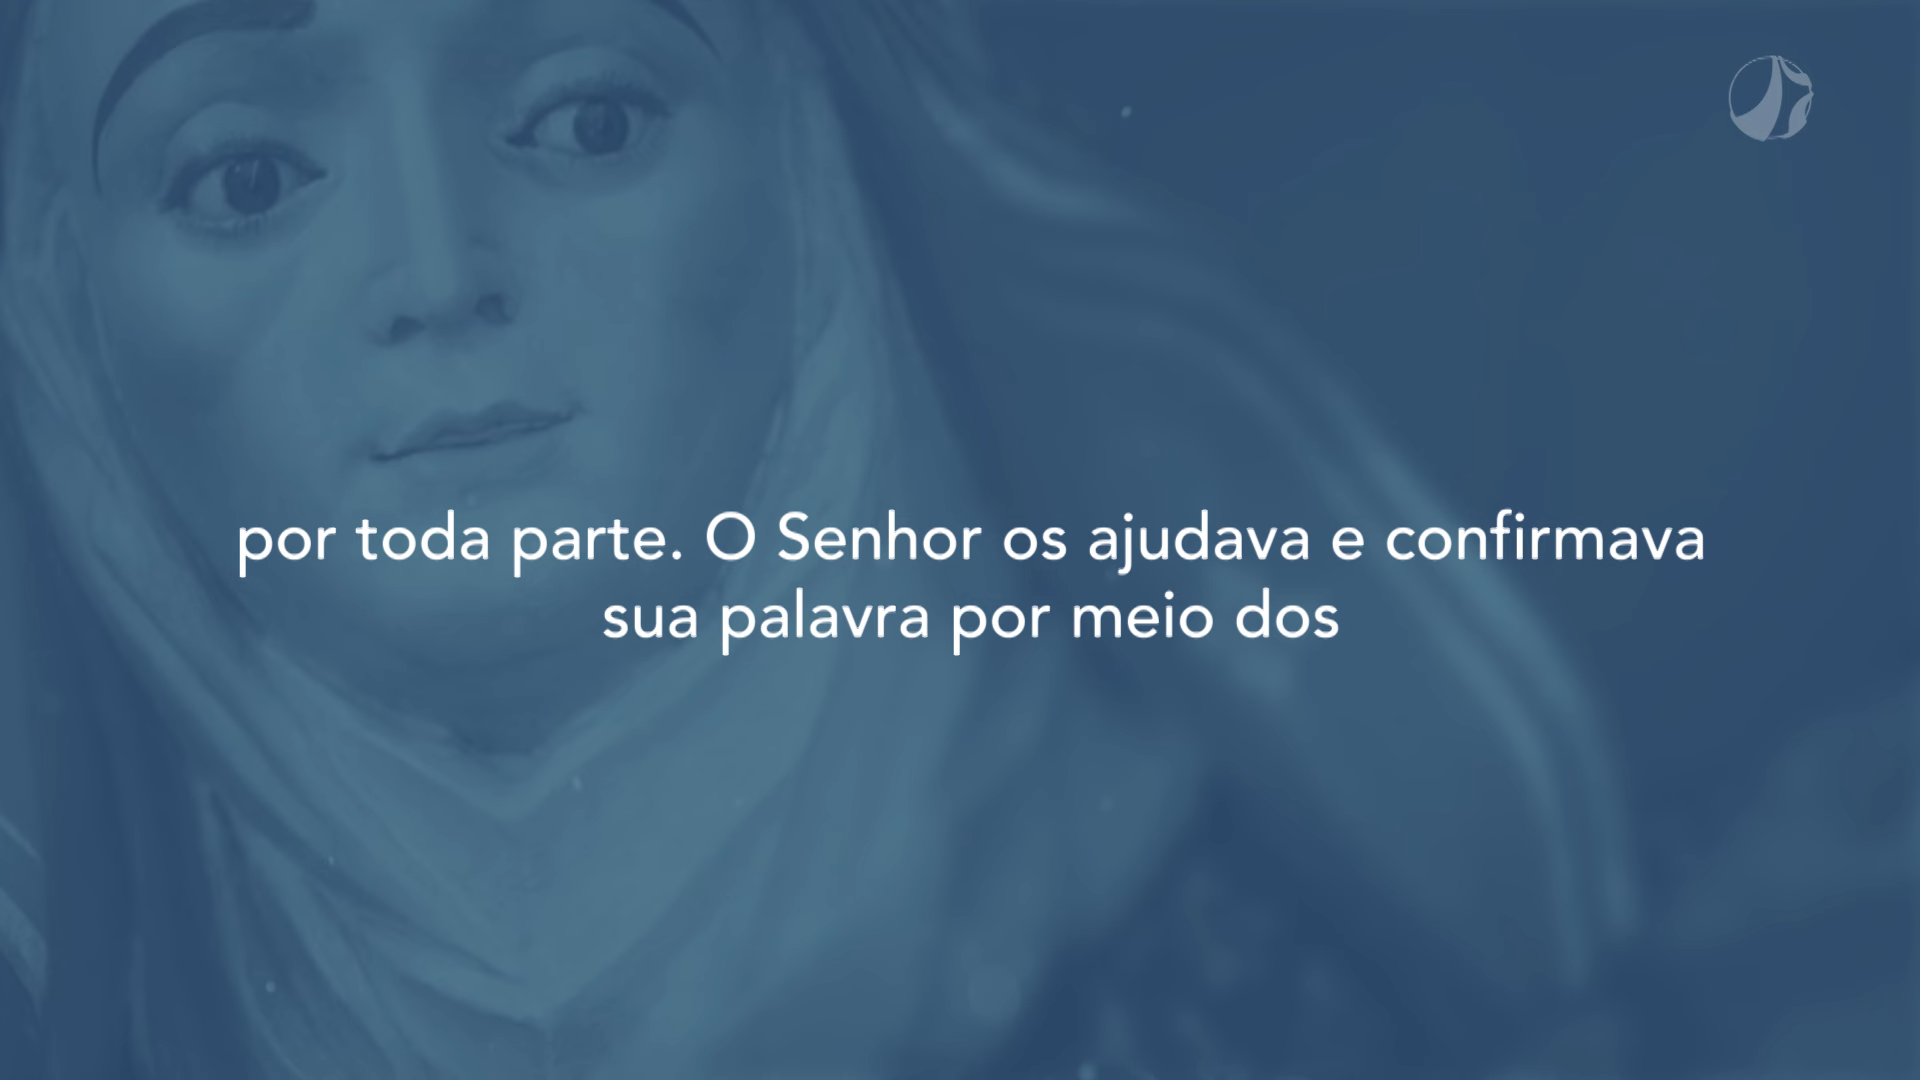 por toda parte. O Senhor os ajudava e confirmava
sua palavra por meio dos